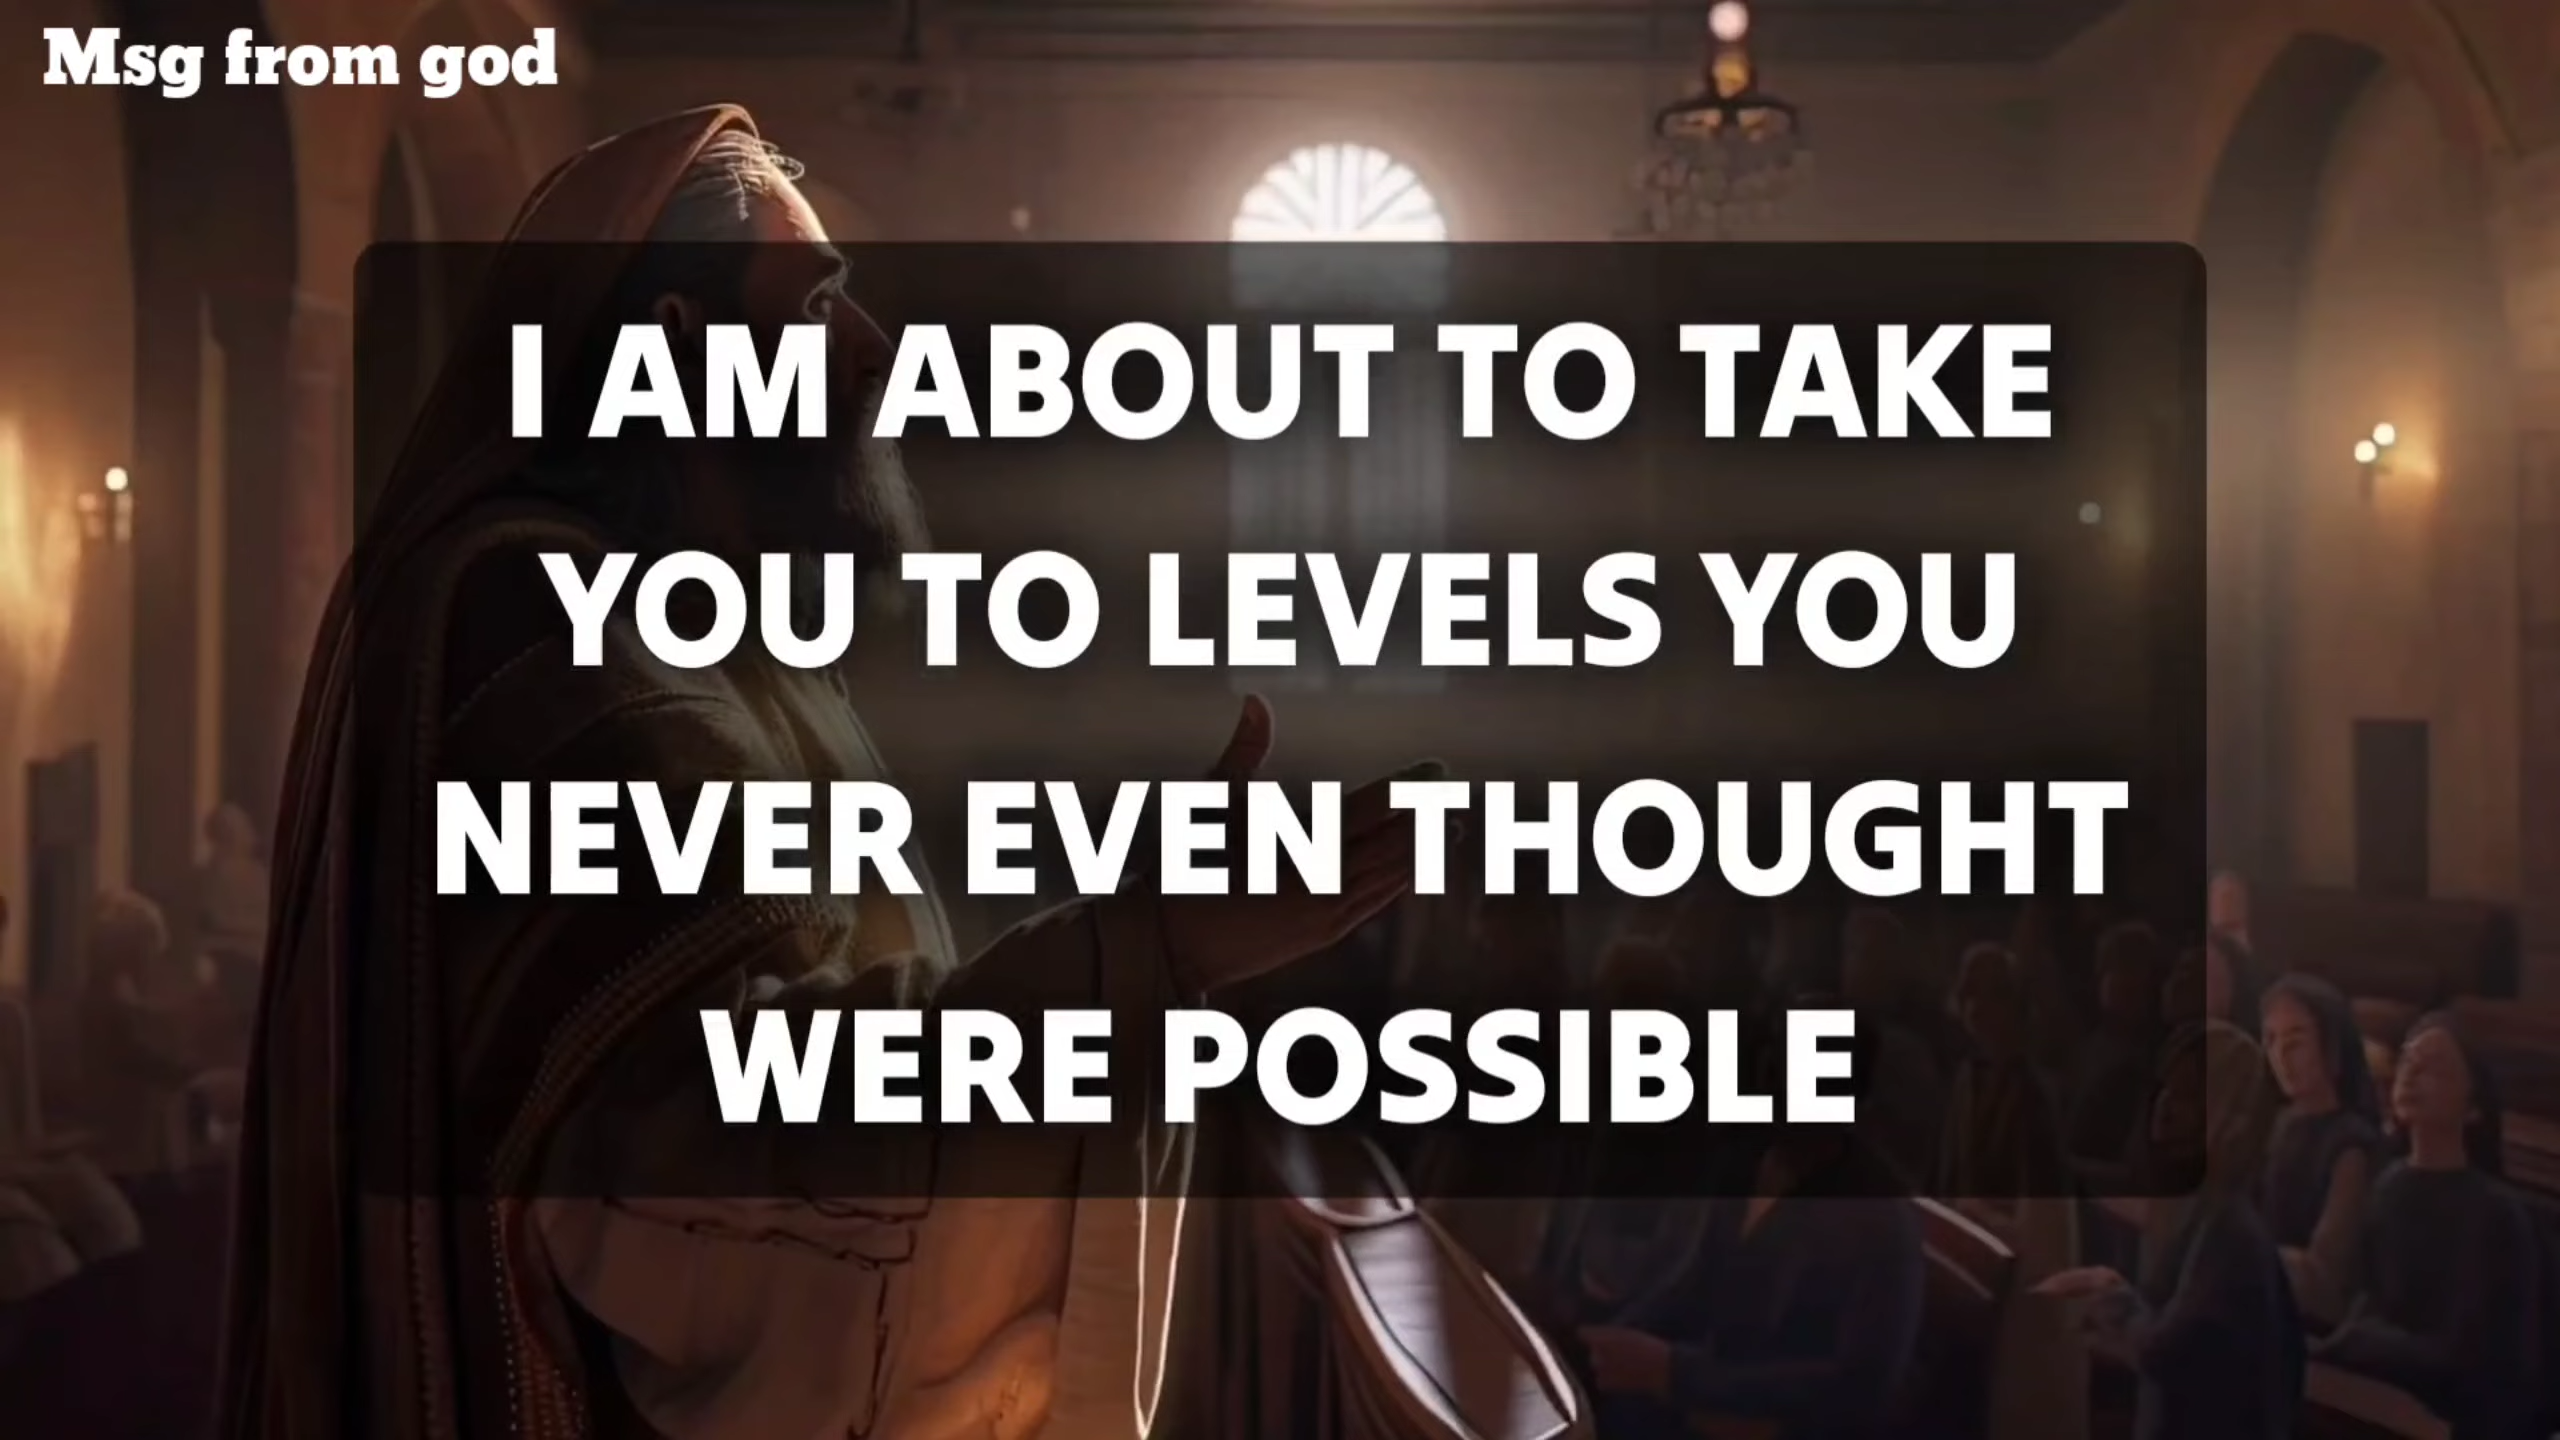 Msg from god
I AM ABOUT TO TAKE
YOU TO LEVELS YOU
NEVER EVEN THOUGHT
WERE POSSIBLE